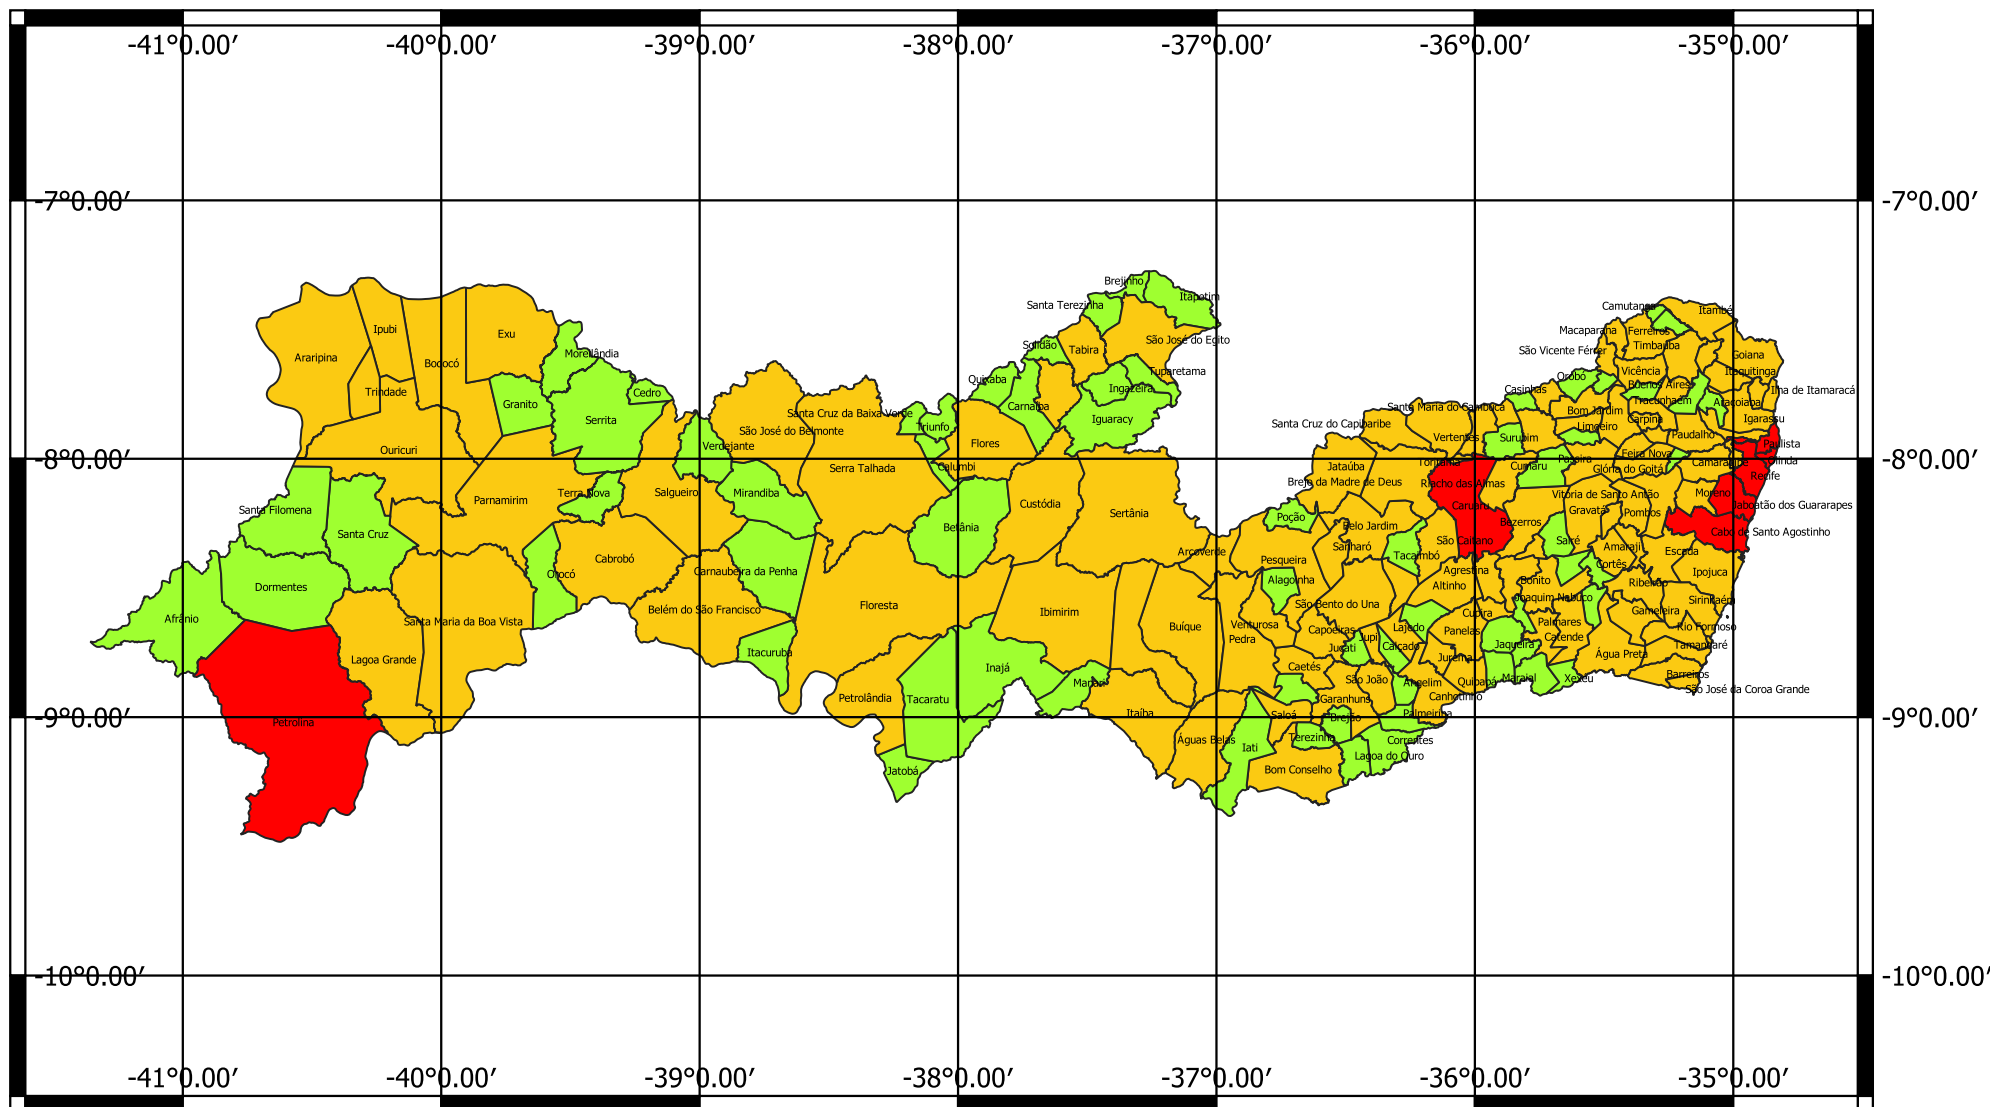 -41°0.00′ -40°0.00′ -39°0.00′ -38°0.00′ -37°0.00′ -36°0.00′ -35°0.00′
-7°0.00′ -7°0.00′
Brejinho
Itapetim
Santa Terezinha
Camutanga
Itambé
Ipubi
Exu
Macaparana
Ferreiros
São José do Egito
Solidão
Tabira
São Vicente Férrer
Timbaúba
Araripina
Moreilândia
Goiana
Bodocó
Tuparetama
Vicência
Itaquitinga
Quixaba
Orobó
Trindade
Cedro
Ingazeira
Casinhas
Buenos Aires
Ilha de Itamaracá
Granito
Carnaíba
Tracunhaém
Araçoiaba
Santa Maria do Cambucá
Santa Cruz da Baixa Verde
Bom Jardim
Serrita
Iguaracy
Carpina
Igarassu
Santa Cruz do Capibaribe
Triunfo
Limoeiro
São José do Belmonte
Paudalho
Vertentes
Surubim
Flores
Verdejante
Paulista
Ouricuri
Feira Nova
-8°0.00′ -8°0.00′
Passira
Olinda
Toritama
Camaragibe
Serra Talhada
Calumbi
Jataúba
Cumaru
Glória do Goitá
Recife
Brejo da Madre de Deus
Riacho das Almas
Terra Nova
Salgueiro
Mirandiba
Vitória de Santo Antão
Moreno
Parnamirim
Custódia
Caruaru
Jaboatão dos Guararapes
Santa Filomena
Sertânia
Gravatá
Pombos
Poção
Bezerros
Belo Jardim
Betânia
Cabo de Santo Agostinho
Santa Cruz
São Caitano
Sairé
Sanharó
Amaraji
Arcoverde
Escada
Tacaimbó
Cabrobó
Pesqueira
Cortês
Orocó
Carnaubeira da Penha
Agrestina
Ipojuca
Alagoinha
Bonito
Ribeirão
Dormentes
Altinho
Joaquim Nabuco
Sirinhaém
Floresta
São Bento do Una
Belém do São Francisco
Ibimirim
Cupira
Gameleira
Afrânio
Santa Maria da Boa Vista
Palmares
Venturosa
Buíque
Lajedo
Rio Formoso
Capoeiras
Panelas
Pedra
Jupi
Catende
Jucati
Calçado
Jaqueira
Tamandaré
Itacuruba
Água Preta
Lagoa Grande
Jurema
Inajá
Caetés
Barreiros
Manari
São João
Angelim
Quipapá
Maraial
Xexéu
São José da Coroa Grande
Petrolândia
Tacaratu
Garanhuns
Canhotinho
Itaíba
Saloá
Brejão
Palmeirina
-9°0.00′ -9°0.00′
Petrolina
Águas Belas
Terezinha
Correntes
Iati
Lagoa do Ouro
Jatobá
Bom Conselho
-10°0.00′ -10°0.00′
-41°0.00′ -40°0.00′ -39°0.00′ -38°0.00′ -37°0.00′ -36°0.00′ -35°0.00′